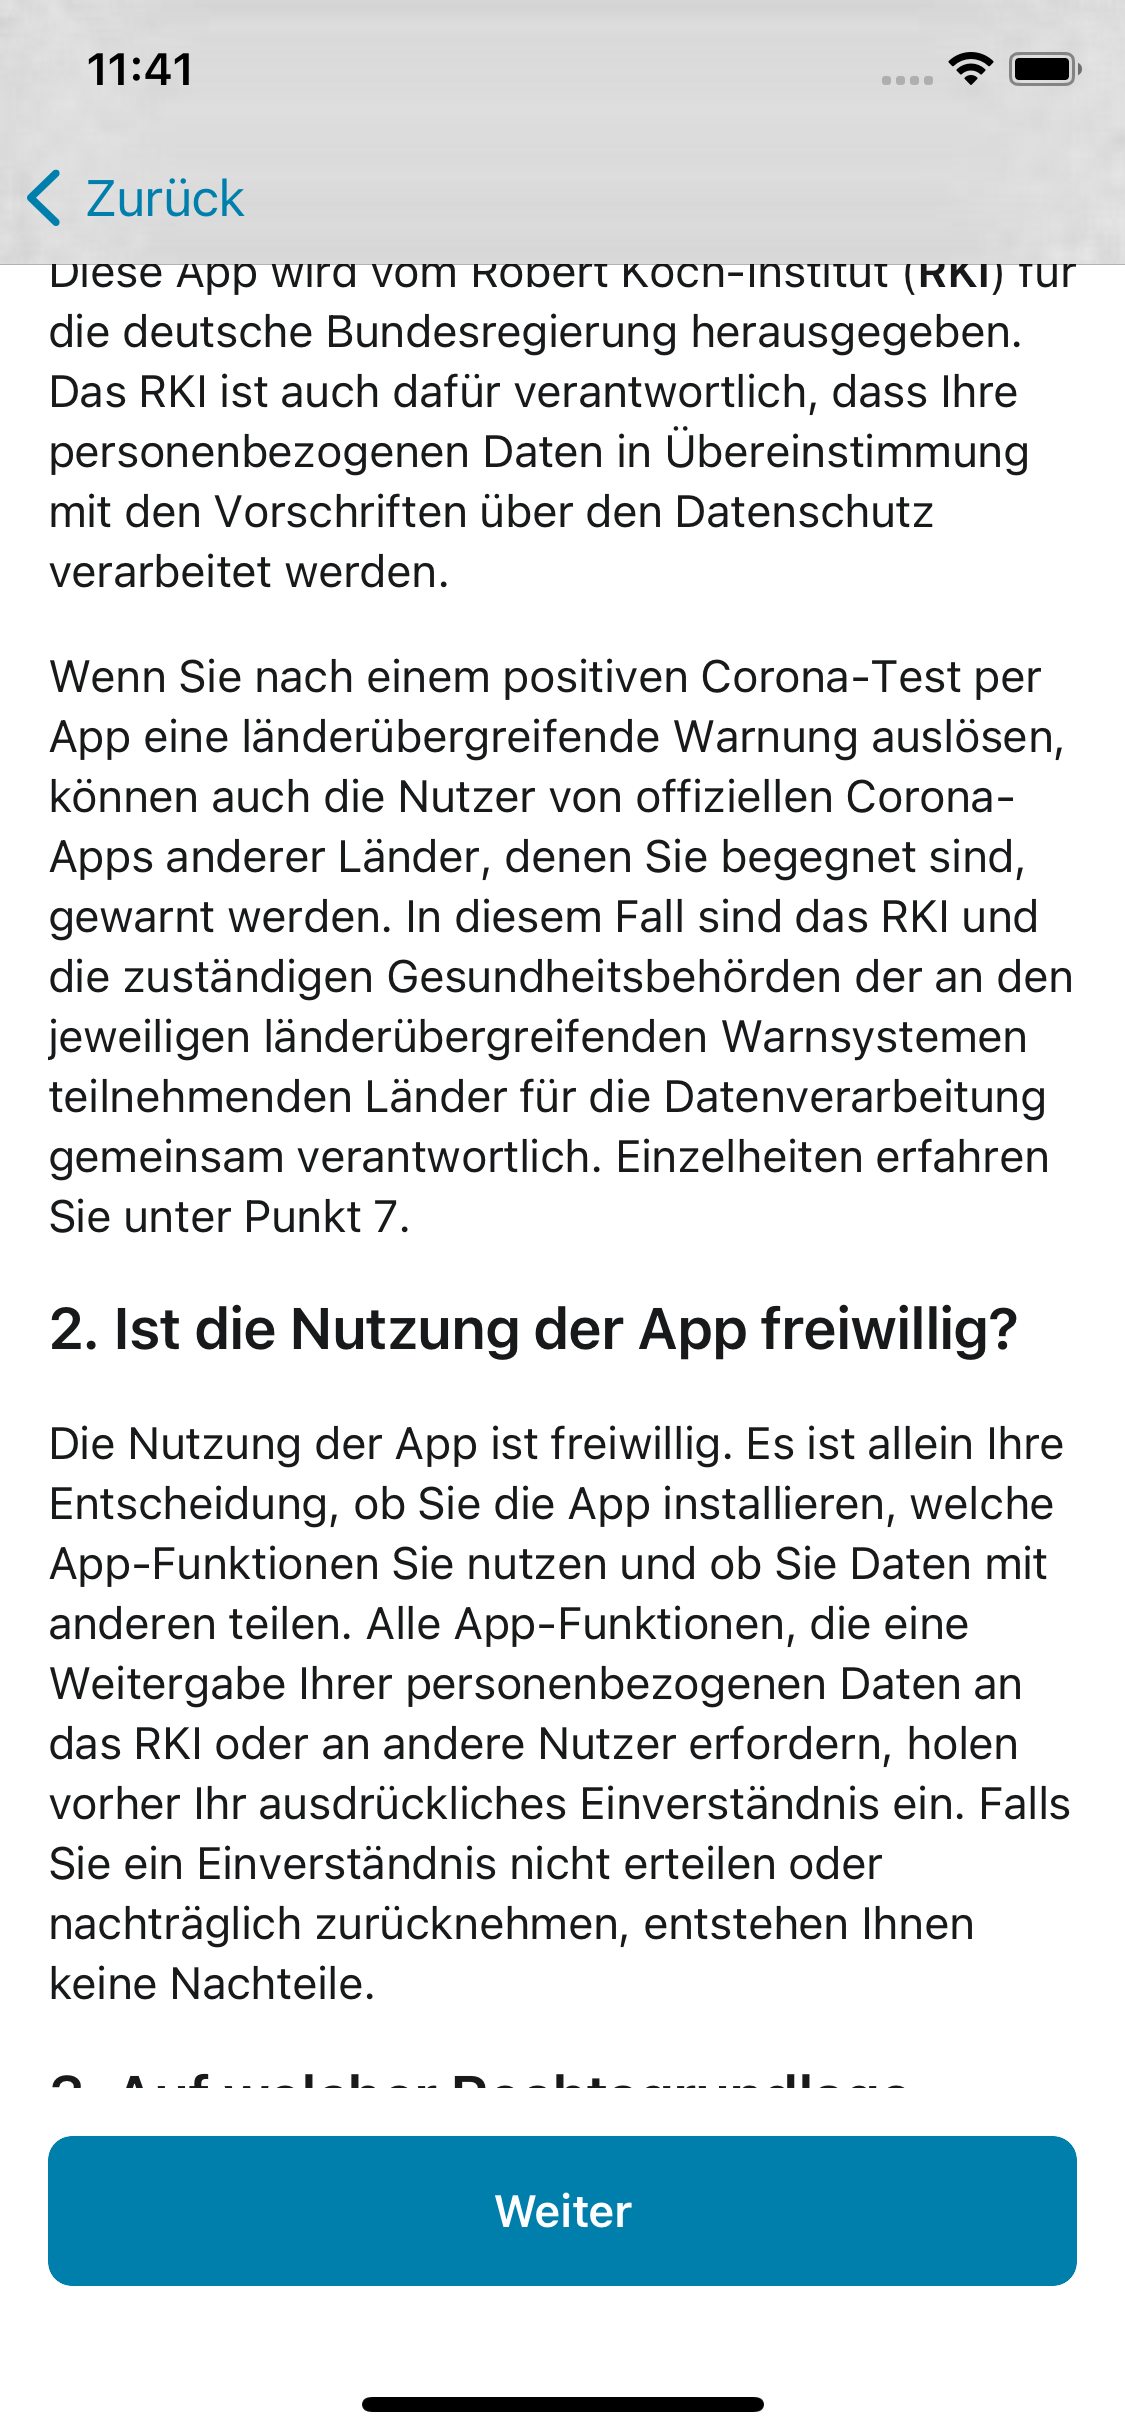 11:41
Zurück
Diese App wird vom Robert Koch-Institut (RKI) für
die deutsche Bundesregierung herausgegeben.
Das RKI ist auch dafür verantwortlich, dass Ihre
personenbezogenen Daten in Übereinstimmung
mit den Vorschriften über den Datenschutz
verarbeitet werden.
Wenn Sie nach einem positiven Corona-Test per
App eine länderübergreifende Warnung auslösen,
können auch die Nutzer von offiziellen Corona-
Apps anderer Länder, denen Sie begegnet sind,
gewarnt werden. In diesem Fall sind das RKI und
die zuständigen Gesundheitsbehörden der an den
jeweiligen länderübergreifenden Warnsystemen
teilnehmenden Länder für die Datenverarbeitung
gemeinsam verantwortlich. Einzelheiten erfahren
Sie unter Punkt 7.
2. Ist die Nutzung der App freiwillig?
Die Nutzung der App ist freiwillig. Es ist allein Ihre
Entscheidung, ob Sie die App installieren, welche
App-Funktionen Sie nutzen und ob Sie Daten mit
anderen teilen. Alle App-Funktionen, die eine
Weitergabe Ihrer personenbezogenen Daten an
das RKI oder an andere Nutzer erfordern, holen
vorher Ihr ausdrückliches Einverständnis ein. Falls
Sie ein Einverständnis nicht erteilen oder
nachträglich zurücknehmen, entstehen Ihnen
keine Nachteile.
3. Auf welcher Rechtsgrundlage
Weiter